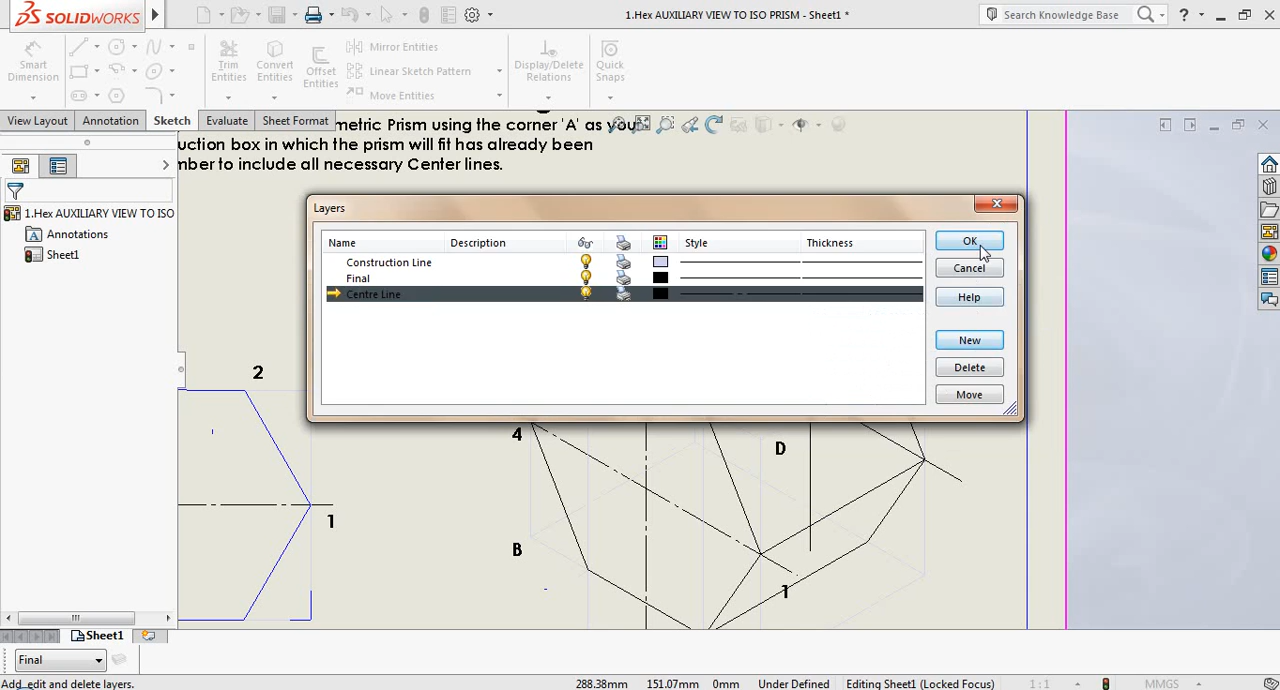 SOLIDWORKS
1.Hex AUXILIARY VIEW TO ISO PRISM - Sheet1 *
Search Knowledge Base
Smart Dimension
Trim Entities
Convert Entities
Offset Entities
Mirror Entities
Linear Sketch Pattern
Move Entities
Display/Delete Relations
Quick Snaps
View Layout
Annotation
Sketch
Evaluate
Sheet Format
metric Prism using the corner 'A' as you
uction box in which the prism will fit has already been
nber to include all necessary Center lines.
1.Hex AUXILIARY VIEW TO ISO
Annotations
Sheet1
Layers
Name Description Style Thickness
Construction Line
Final
Centre Line
OK
Cancel
Help
New
Delete
Move
2
1
4
D
B
1
Sheet1
Final
Add, edit and delete layers.
288.38mm 151.07mm 0mm Under Defined Editing Sheet1 (Locked Focus) 1 : 1 MMGS